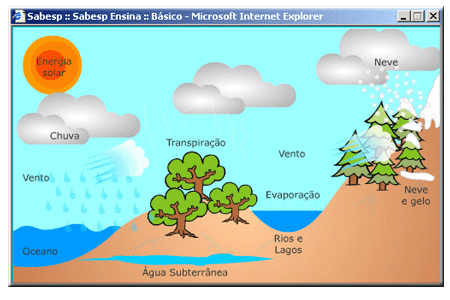 Sabesp :: Sabesp Ensina :: Básico - Microsoft Internet Explorer
Energia
solar
Neve
Chuva
Transpiração
Vento
Vento
Evaporação
Neve
e gelo
Oceano
Rios e
Lagos
Água Subterrânea